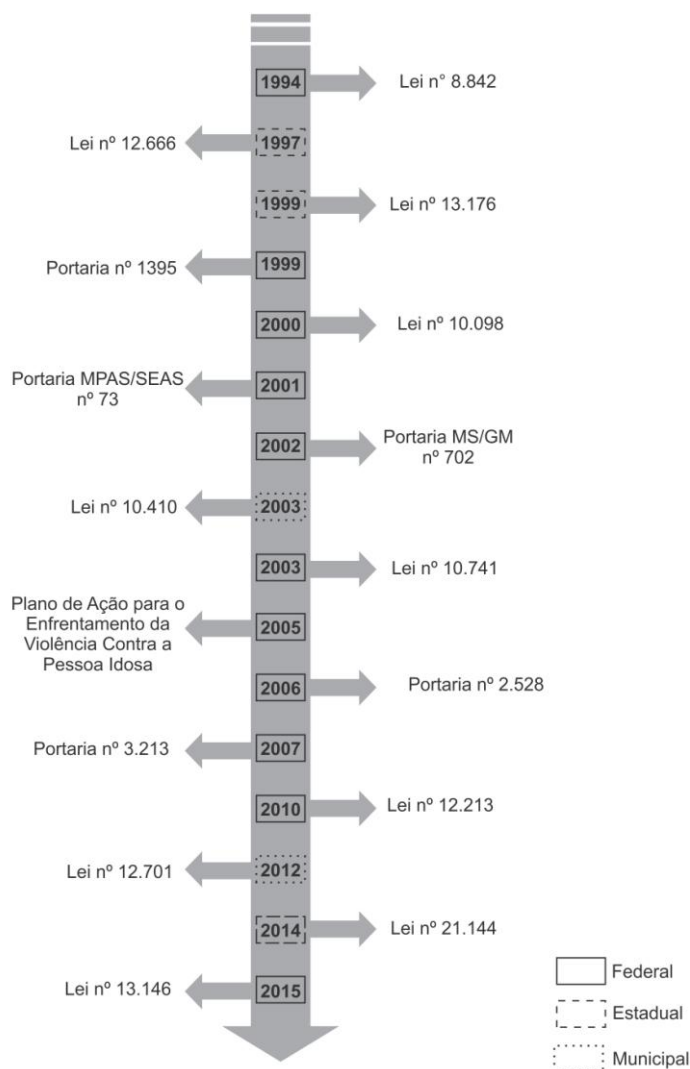 1994
Lei n° 8.842
Lei nº 12.666
1997
1999
Lei nº 13.176
Portaria nº 1395
1999
2000
Lei nº 10.098
Portaria MPAS/SEAS
nº 73
2001
2002
Portaria MS/GM
nº 702
Lei nº 10.410
2003
2003
Lei nº 10.741
Plano de Ação para o
Enfrentamento da
Violência Contra a
Pessoa Idosa
2005
2006
Portaria nº 2.528
Portaria nº 3.213
2007
2010
Lei nº 12.213
Lei nº 12.701
2012
2014
Lei nº 21.144
Lei nº 13.146
2015
Federal
Estadual
Municipal